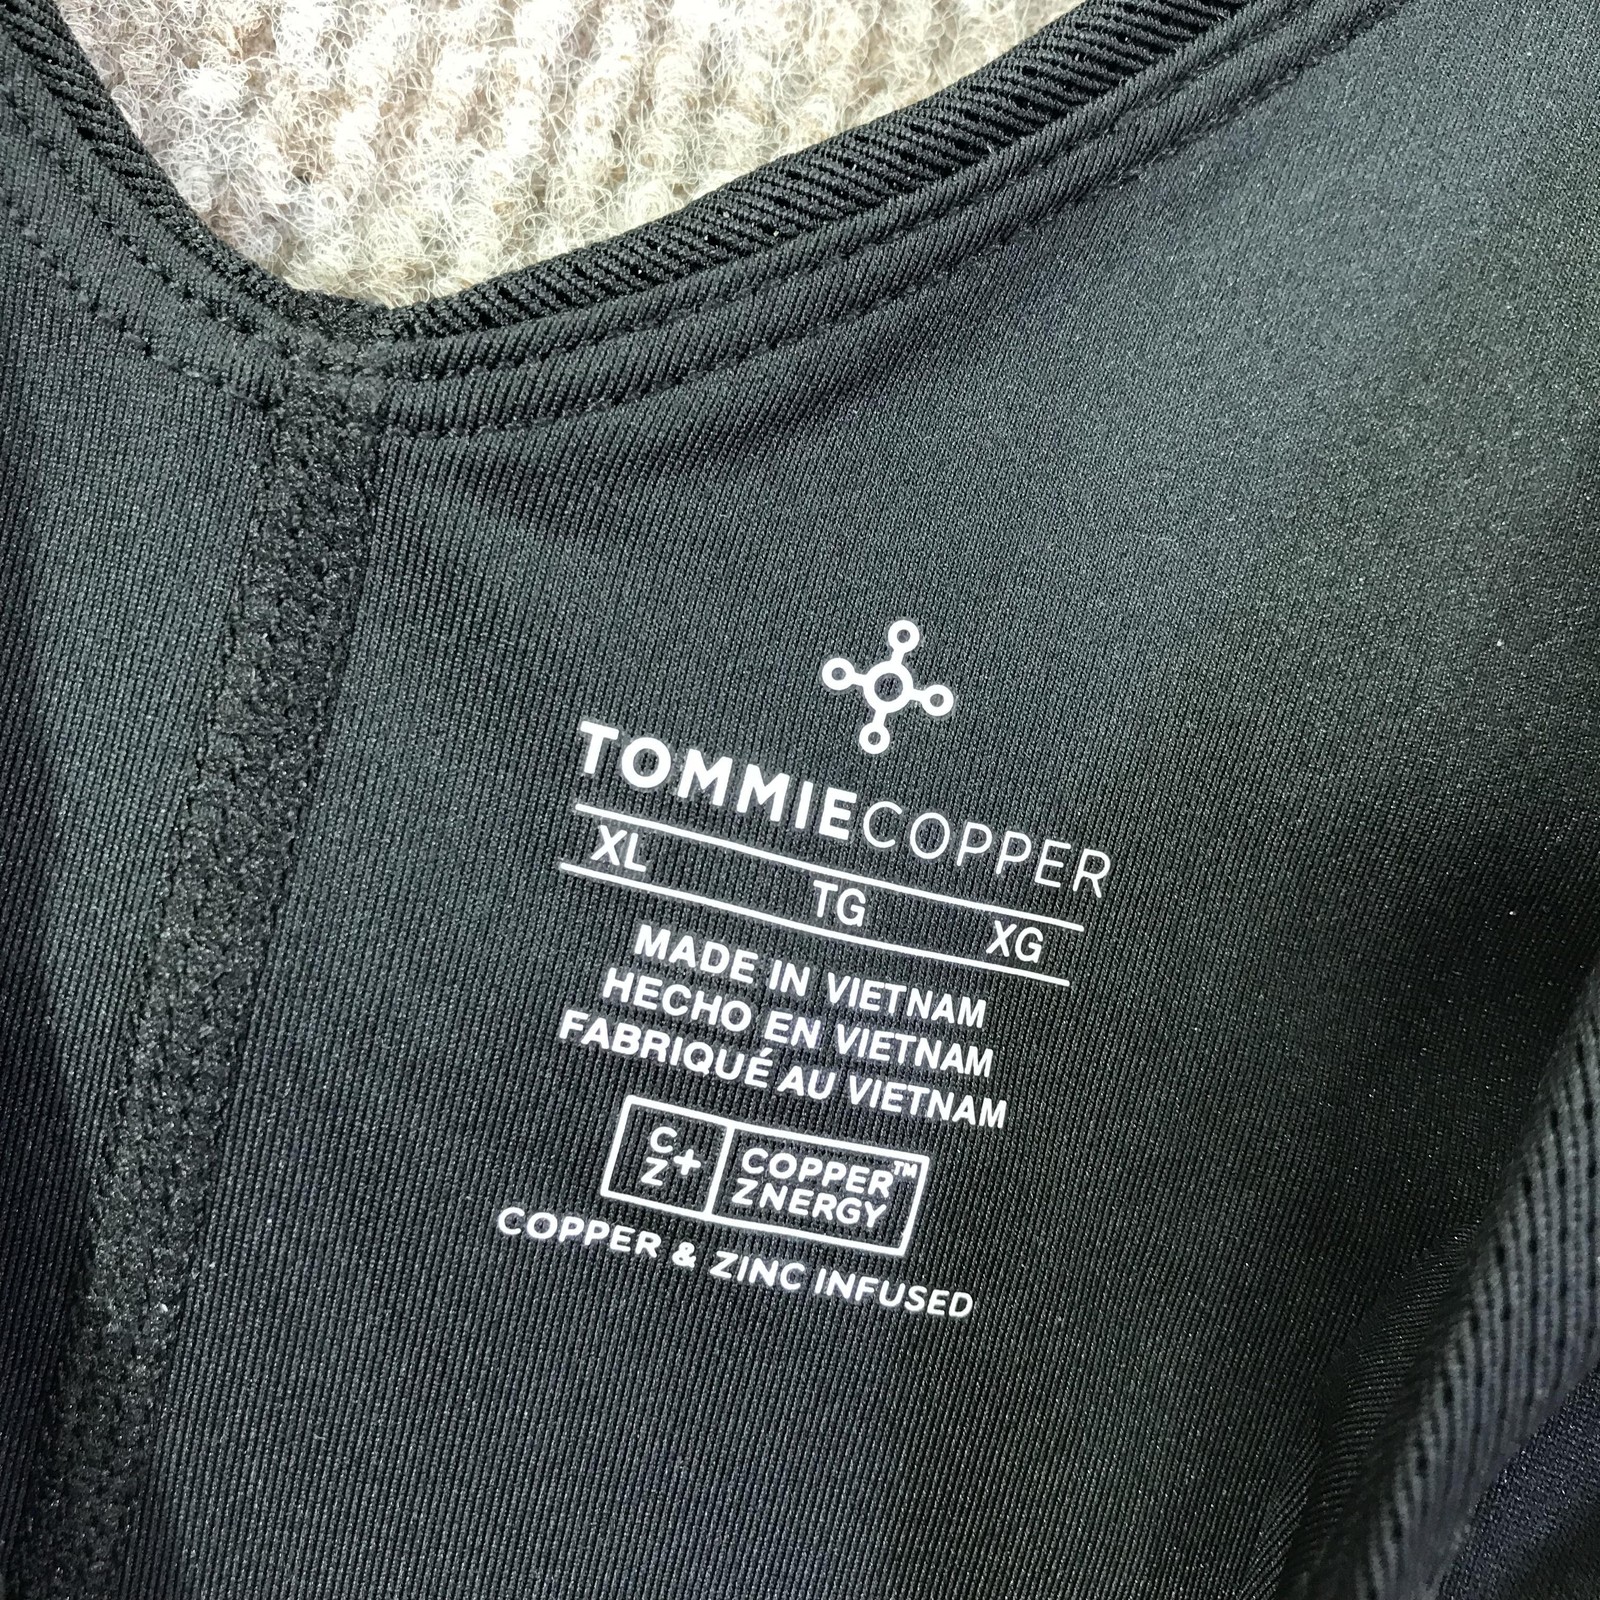 TOMMIECOPPER
XL TG XG
MADE IN VIETNAM
HECHO EN VIETNAM
FABRIQUÉ AU VIETNAM
C+Z COPPER™
ZNERGY
COPPER & ZINC INFUSED